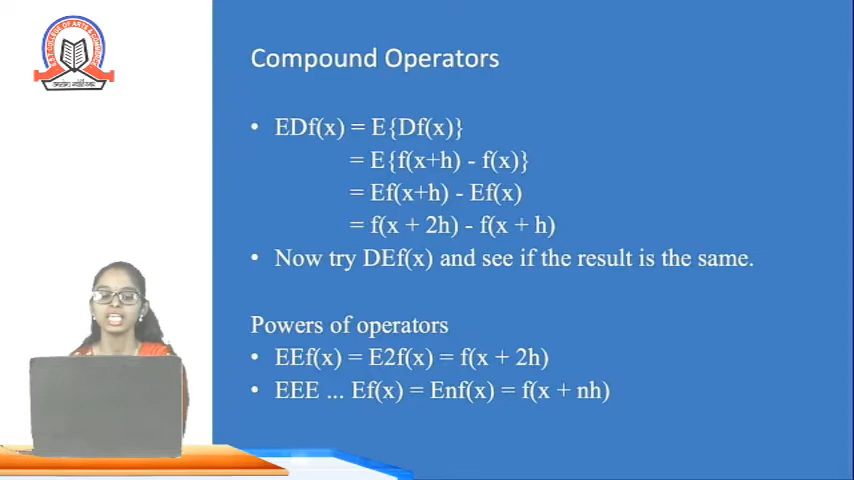 Compound Operators
• EDf(x) = E{Df(x)}
= E{f(x+h) - f(x)}
= Ef(x+h) - Ef(x)
= f(x + 2h) - f(x + h)
• Now try DEf(x) and see if the result is the same.
Powers of operators
• EEf(x) = E2f(x) = f(x + 2h)
• EEE ... Ef(x) = Enf(x) = f(x + nh)